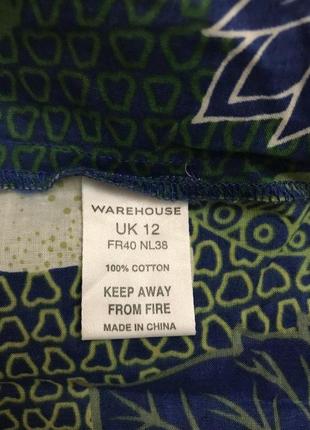 WAREHOUSE
UK 12
FR40 NL38
100% COTTON
KEEP AWAY
FROM FIRE
MADE IN CHINA